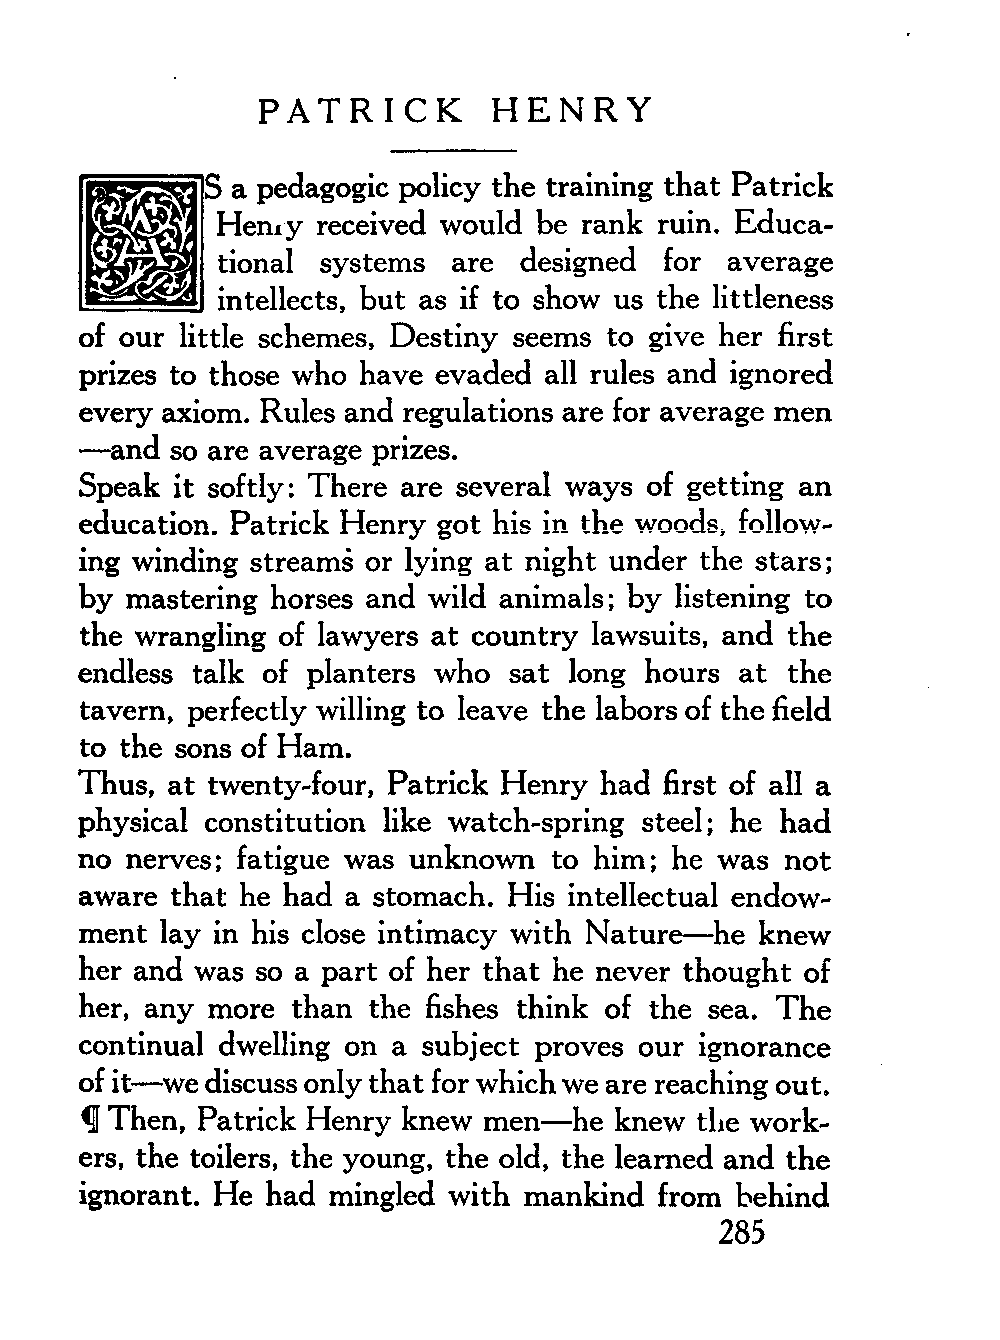 PATRICK HENRY
AS a pedagogic policy the training that Patrick
Henry received would be rank ruin. Educa-
tional systems are designed for average
intellects, but as if to show us the littleness
of our little schemes, Destiny seems to give her first
prizes to those who have evaded all rules and ignored
every axiom. Rules and regulations are for average men
—and so are average prizes.
Speak it softly: There are several ways of getting an
education. Patrick Henry got his in the woods, follow-
ing winding streams or lying at night under the stars;
by mastering horses and wild animals; by listening to
the wrangling of lawyers at country lawsuits, and the
endless talk of planters who sat long hours at the
tavern, perfectly willing to leave the labors of the field
to the sons of Ham.
Thus, at twenty-four, Patrick Henry had first of all a
physical constitution like watch-spring steel; he had
no nerves; fatigue was unknown to him; he was not
aware that he had a stomach. His intellectual endow-
ment lay in his close intimacy with Nature—he knew
her and was so a part of her that he never thought of
her, any more than the fishes think of the sea. The
continual dwelling on a subject proves our ignorance
of it—we discuss only that for which we are reaching out.
¶ Then, Patrick Henry knew men—he knew the work-
ers, the toilers, the young, the old, the learned and the
ignorant. He had mingled with mankind from behind
285